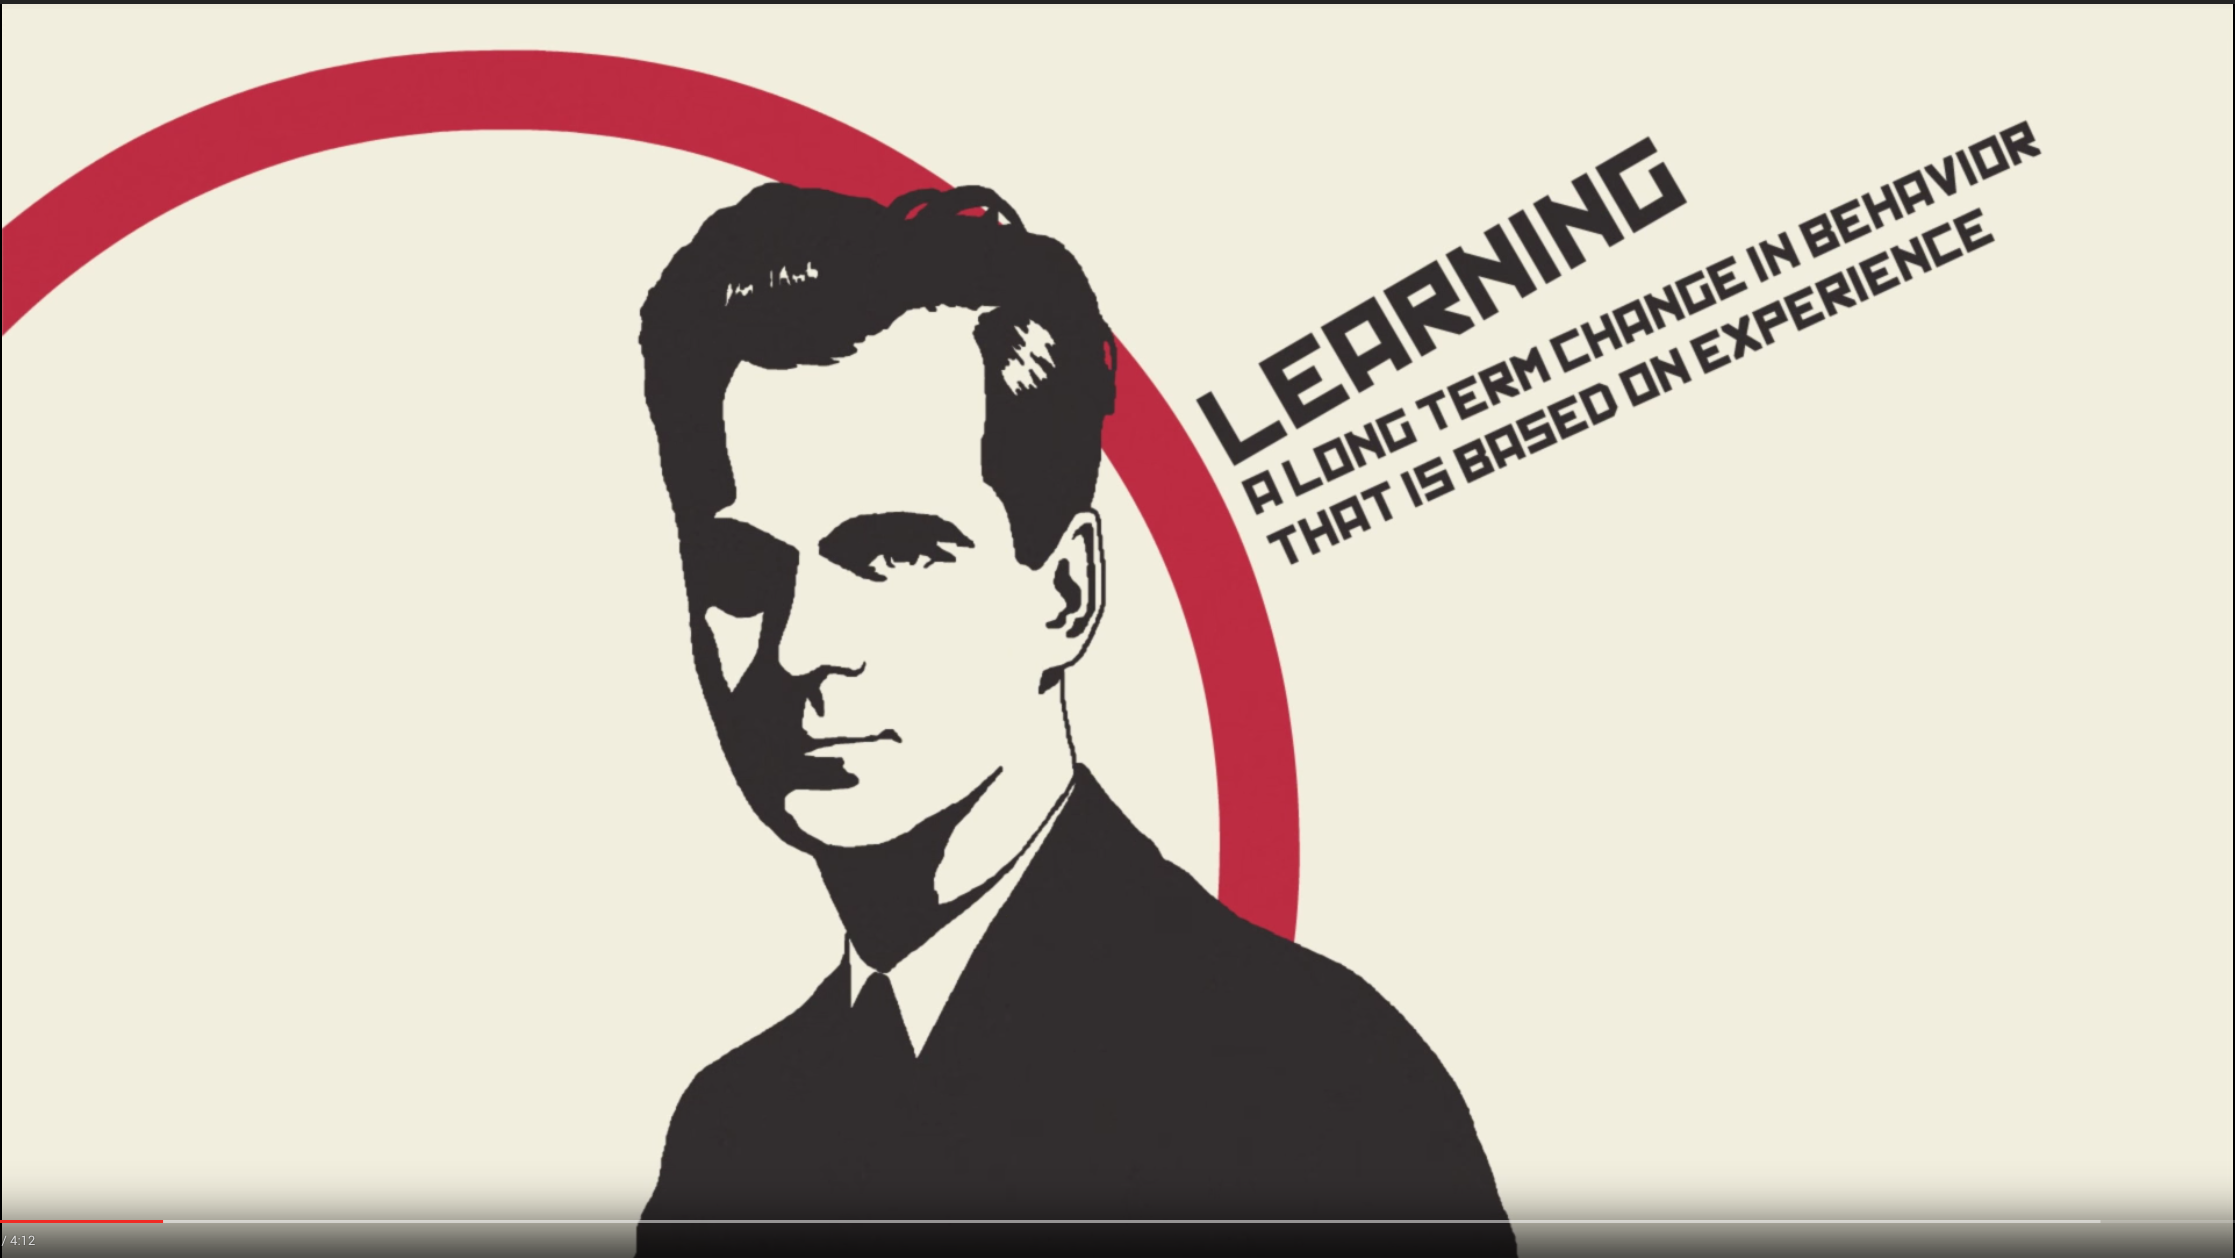 LEARNING
A LONG TERM CHANGE IN BEHAVIOR
THAT IS BASED ON EXPERIENCE
/ 4:12